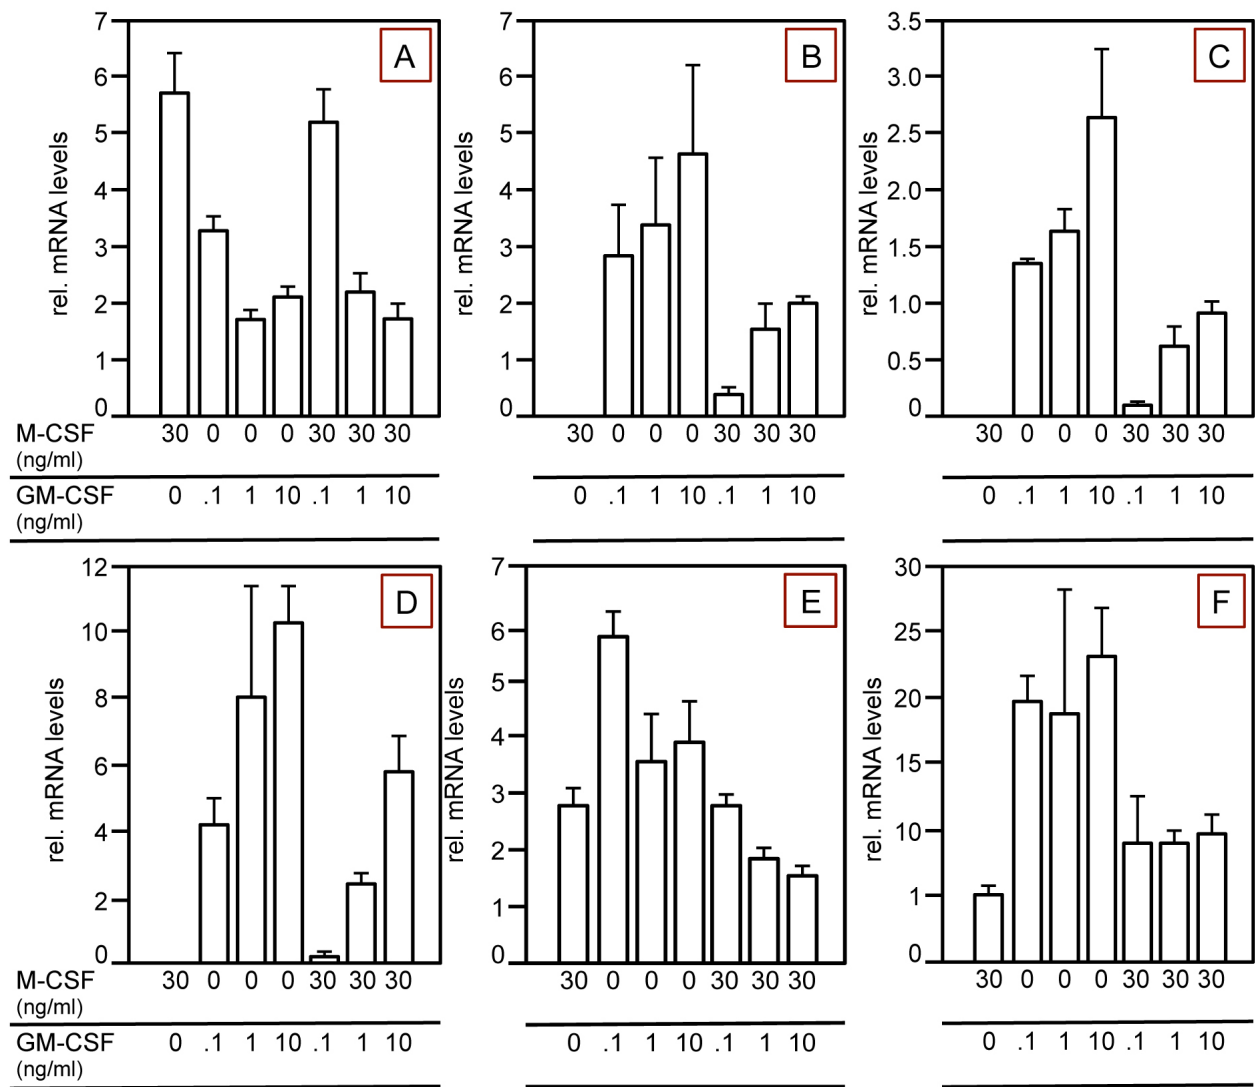 7 7 3.5
A B C
6 6 3.0
5 5 2.5
4 4 2.0
3 3 1.5
2 2 1.0
1 1 0.5
0 0 0
rel. mRNA levels rel. mRNA levels rel. mRNA levels
M-CSF 30 0 0 0 30 30 30 30 0 0 0 30 30 30 30 0 0 0 30 30 30
(ng/ml)
GM-CSF 0 .1 1 10 .1 1 10 0 .1 1 10 .1 1 10 0 .1 1 10 .1 1 10
(ng/ml)
12 7 30
D E F
10 6 25
8 5 20
6 4 15
4 3 10
2 2 1
0 1 0
0
rel. mRNA levels rel. mRNA levels rel. mRNA levels
M-CSF 30 0 0 0 30 30 30 30 0 0 0 30 30 30 30 0 0 0 30 30 30
(ng/ml)
GM-CSF 0 .1 1 10 .1 1 10 0 .1 1 10 .1 1 10 0 .1 1 10 .1 1 10
(ng/ml)